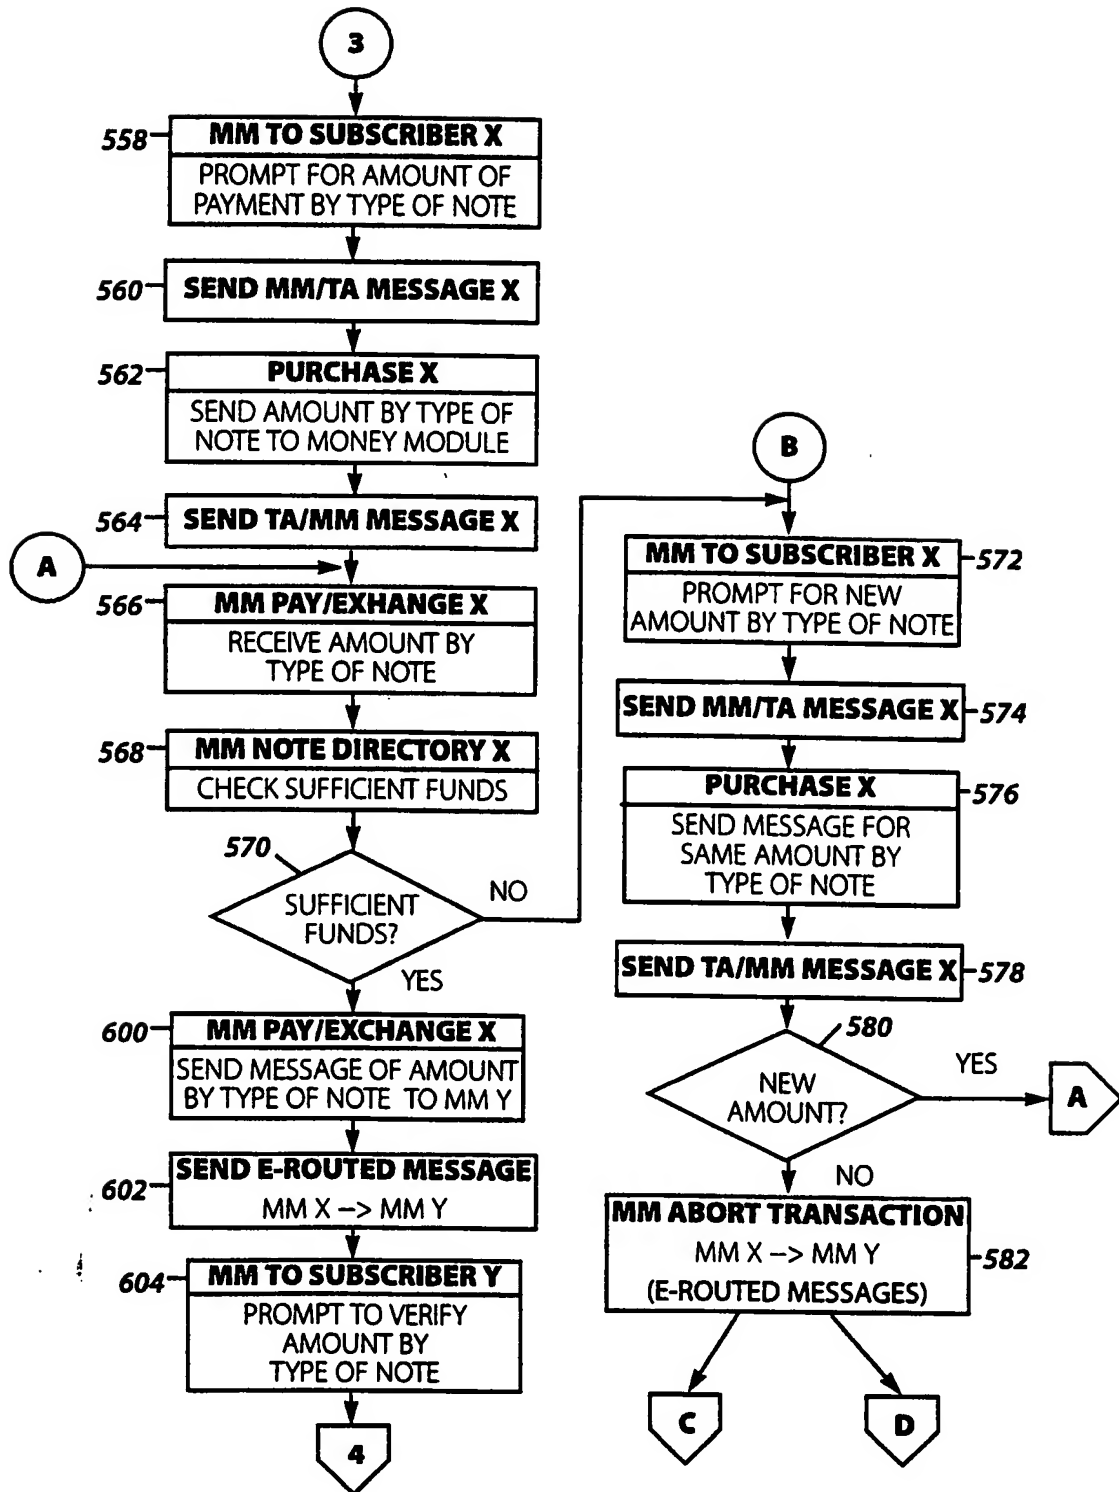 3
558
MM TO SUBSCRIBER X
PROMPT FOR AMOUNT OF
PAYMENT BY TYPE OF NOTE
560
SEND MM/TA MESSAGE X
562
PURCHASE X
SEND AMOUNT BY TYPE OF
NOTE TO MONEY MODULE
564
SEND TA/MM MESSAGE X
A
566
MM PAY/EXHANGE X
RECEIVE AMOUNT BY
TYPE OF NOTE
568
MM NOTE DIRECTORY X
CHECK SUFFICIENT FUNDS
570
SUFFICIENT
FUNDS?
NO
YES
600
MM PAY/EXCHANGE X
SEND MESSAGE OF AMOUNT
BY TYPE OF NOTE TO MM Y
602
SEND E-ROUTED MESSAGE
MM X –> MM Y
604
MM TO SUBSCRIBER Y
PROMPT TO VERIFY
AMOUNT BY
TYPE OF NOTE
4
B
MM TO SUBSCRIBER X
572
PROMPT FOR NEW
AMOUNT BY TYPE OF NOTE
SEND MM/TA MESSAGE X
574
PURCHASE X
576
SEND MESSAGE FOR
SAME AMOUNT BY
TYPE OF NOTE
SEND TA/MM MESSAGE X
578
580
NEW
AMOUNT?
YES
A
NO
MM ABORT TRANSACTION
MM X –> MM Y
582
(E-ROUTED MESSAGES)
C
D